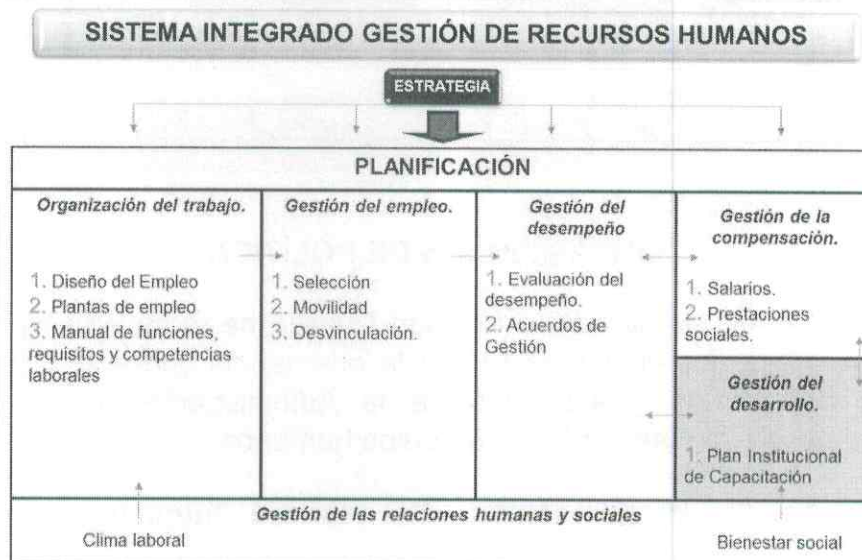 SISTEMA INTEGRADO GESTIÓN DE RECURSOS HUMANOS
ESTRATEGIA
PLANIFICACIÓN
Organización del trabajo.
1. Diseño del Empleo
2. Plantas de empleo
3. Manual de funciones,
requisitos y competencias
laborales
Gestión del empleo.
1. Selección
2. Movilidad
3. Desvinculación.
Gestión del
desempeño
1. Evaluación del
desempeño.
2. Acuerdos de
Gestión
Gestión de la
compensación.
1. Salarios.
2. Prestaciones
sociales.
Gestión del
desarrollo.
1. Plan Institucional
de Capacitación
Gestión de las relaciones humanas y sociales
Clima laboral
Bienestar social